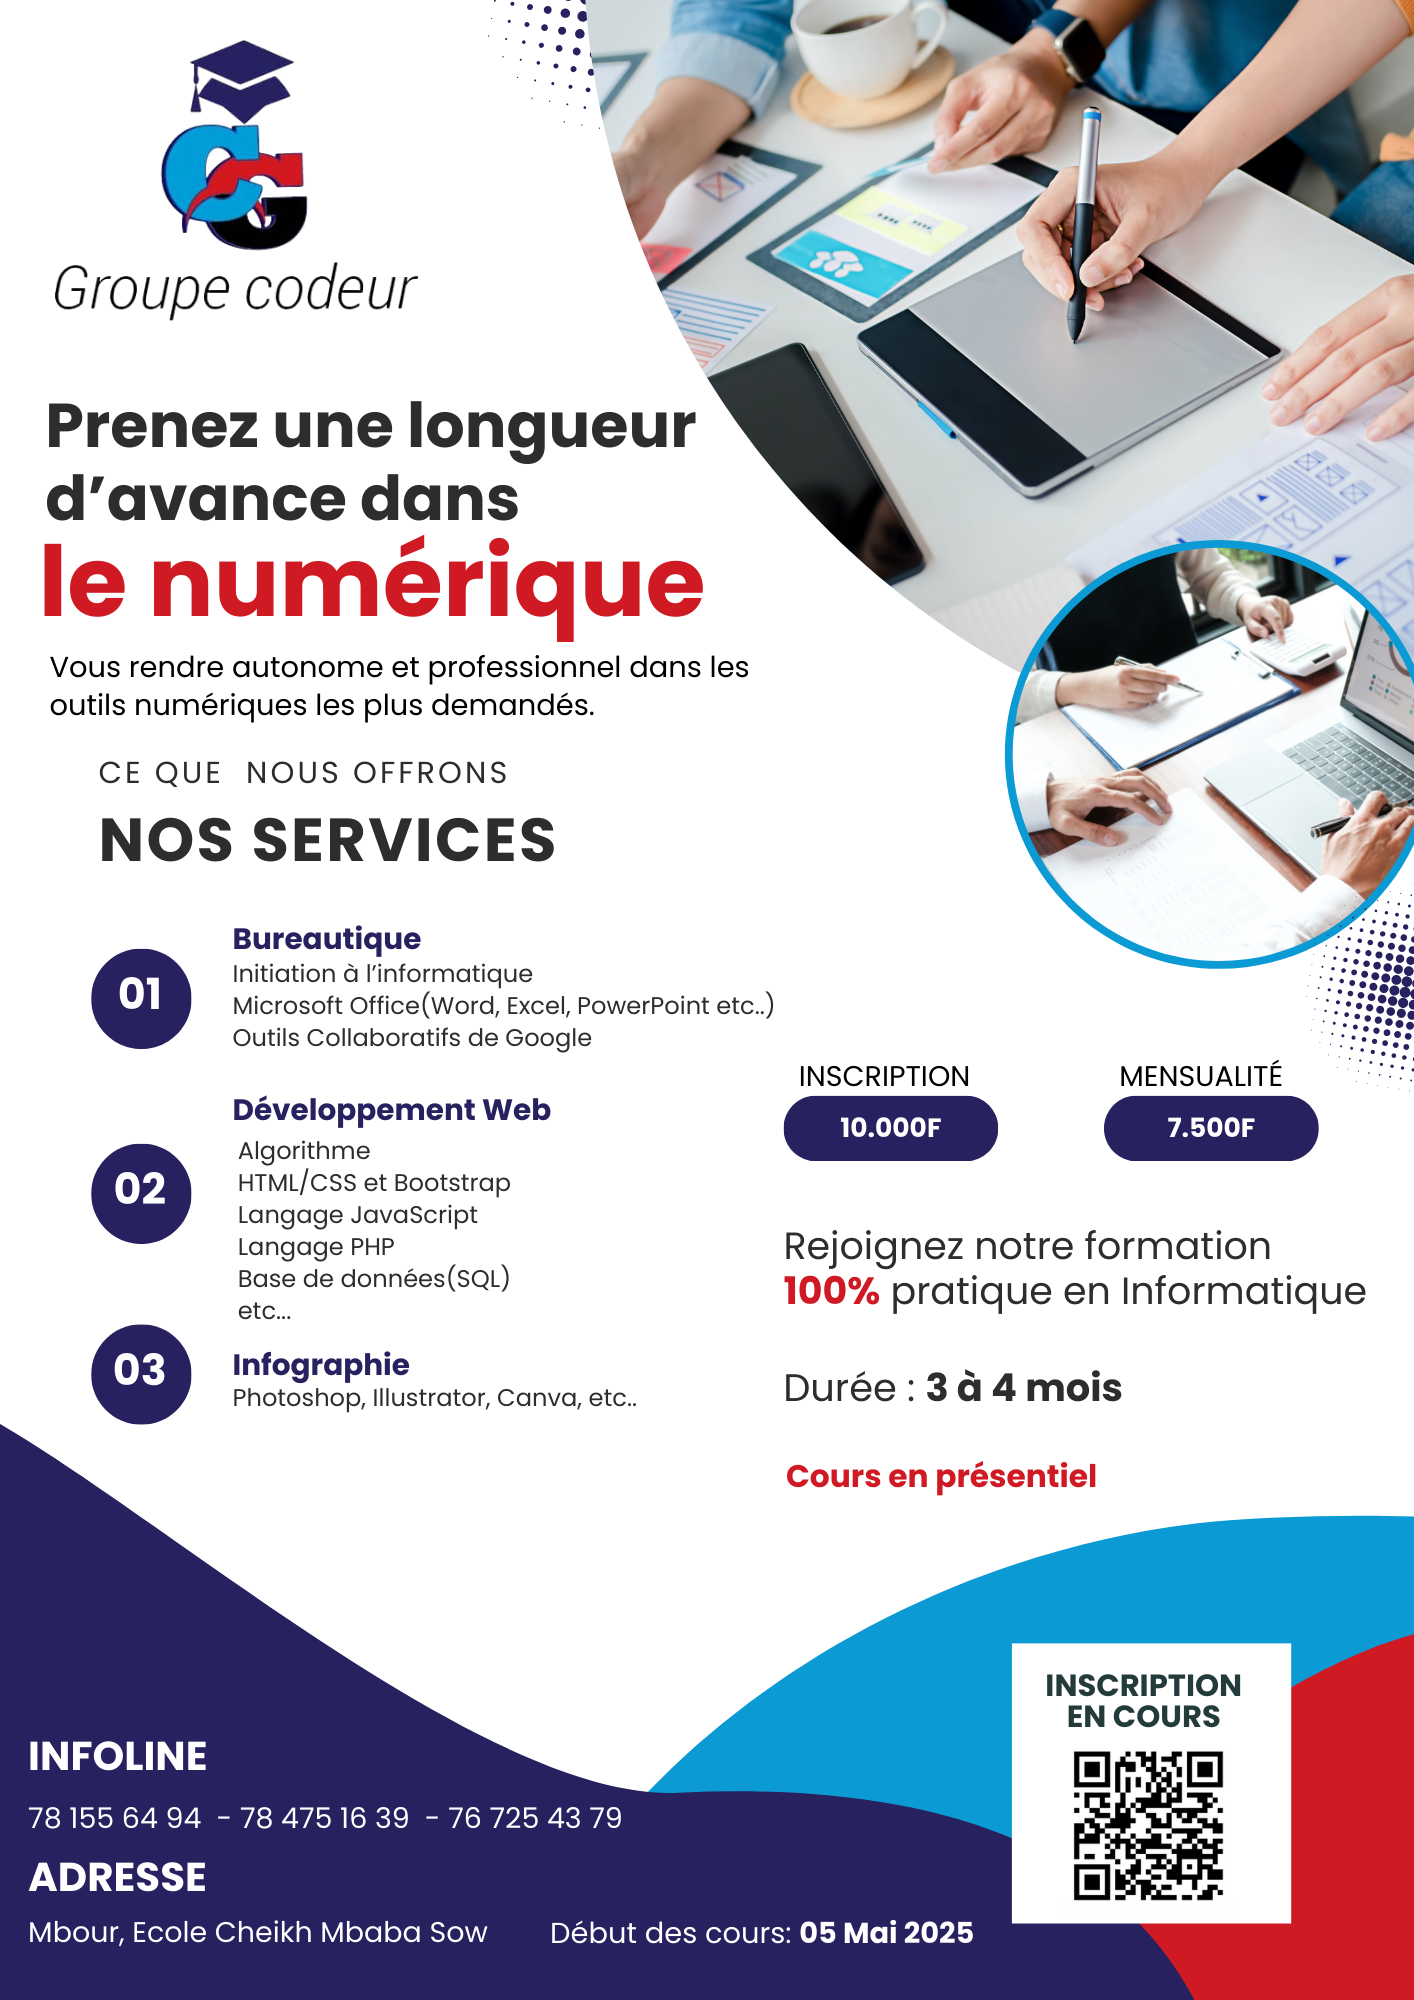 Groupe codeur
Prenez une longueur
d’avance dans
le numérique
Vous rendre autonome et professionnel dans les
outils numériques les plus demandés.
CE QUE NOUS OFFRONS
NOS SERVICES
01
Bureautique
Initiation à l’informatique
Microsoft Office(Word, Excel, PowerPoint etc..)
Outils Collaboratifs de Google
02
Développement Web
Algorithme
HTML/CSS et Bootstrap
Langage JavaScript
Langage PHP
Base de données(SQL)
etc...
03
Infographie
Photoshop, Illustrator, Canva, etc..
INSCRIPTION
10.000F
MENSUALITÉ
7.500F
Rejoignez notre formation
100% pratique en Informatique
Durée : 3 à 4 mois
Cours en présentiel
INSCRIPTION
EN COURS
INFOLINE
78 155 64 94 - 78 475 16 39 - 76 725 43 79
ADRESSE
Mbour, Ecole Cheikh Mbaba Sow
Début des cours: 05 Mai 2025